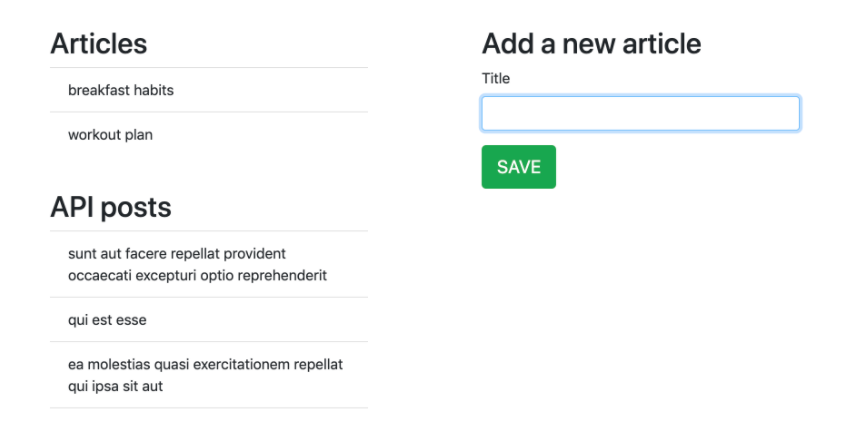 Articles
breakfast habits
workout plan
API posts
sunt aut facere repellat provident
occaecati excepturi optio reprehenderit
qui est esse
ea molestias quasi exercitationem repellat
qui ipsa sit aut
Add a new article
Title
SAVE